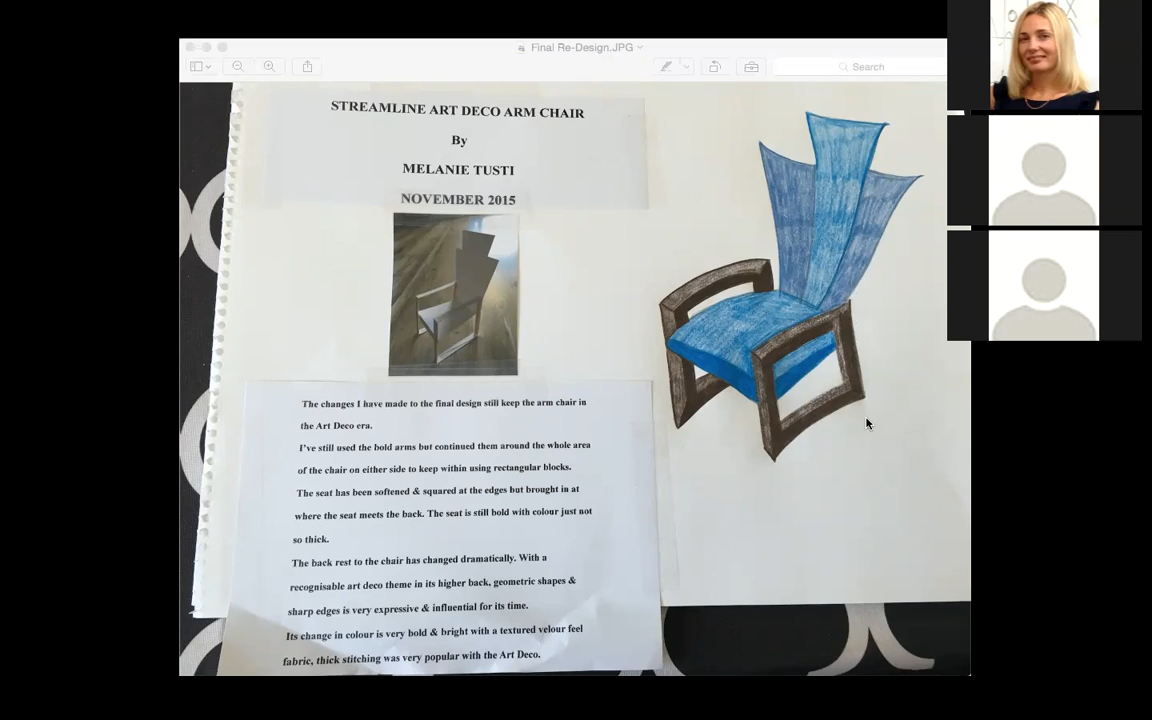 Final Re-Design.JPG
Search
STREAMLINE ART DECO ARM CHAIR
By
MELANIE TUSTI
NOVEMBER 2015
The changes I have made to the final design still keep the arm chair in
the Art Deco era.
I've still used the bold arms but continued them around the whole area
of the chair on either side to keep within using rectangular blocks.
The seat has been softened & squared at the edges but brought in at
where the seat meets the back. The seat is still bold with colour just not
so thick.
The back rest to the chair has changed dramatically. With a
recognisable art deco theme in its higher back, geometric shapes &
sharp edges is very expressive & influential for its time.
Its change in colour is very bold & bright with a textured velour feel
fabric, thick stitching was very popular with the Art Deco.